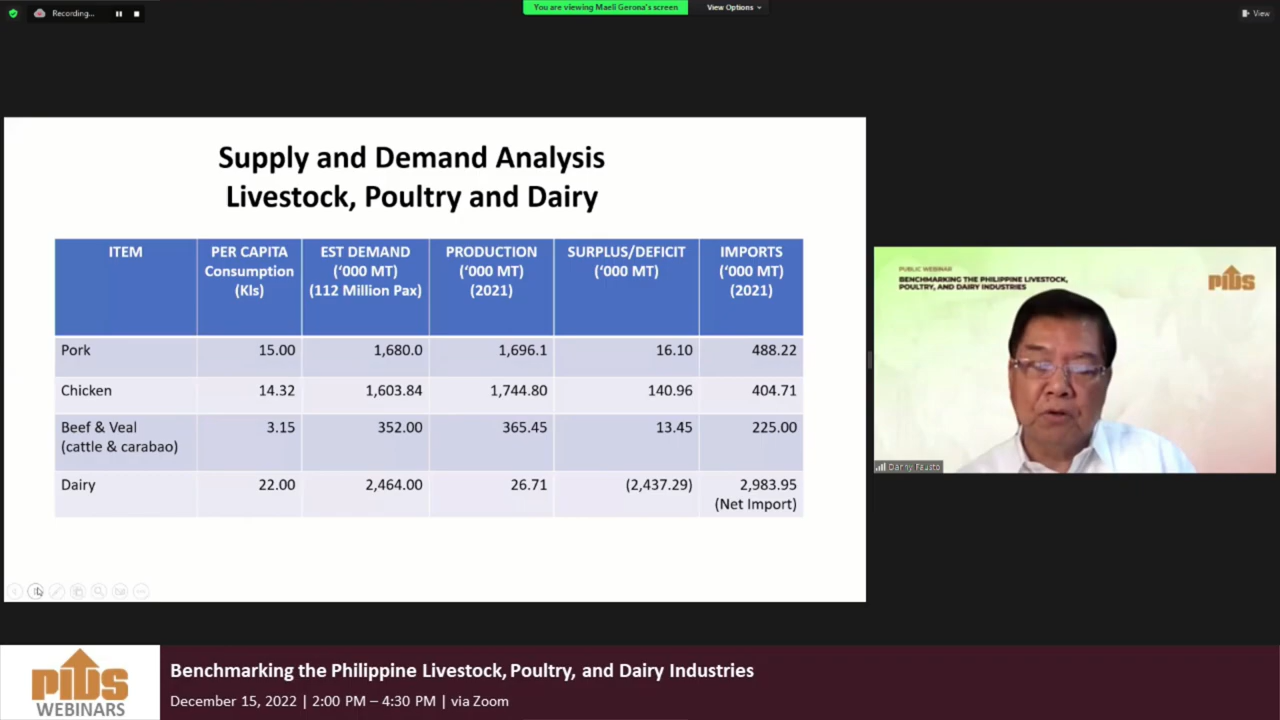 Recording...
You are viewing Maeli Gerona's screen
View Options
View
Supply and Demand Analysis
Livestock, Poultry and Dairy
ITEM
PER CAPITA
Consumption
(Kls)
EST DEMAND
('000 MT)
(112 Million Pax)
PRODUCTION
('000 MT)
(2021)
SURPLUS/DEFICIT
('000 MT)
IMPORTS
('000 MT)
(2021)
Pork 15.00 1,680.0 1,696.1 16.10 488.22
Chicken 14.32 1,603.84 1,744.80 140.96 404.71
Beef & Veal 3.15 352.00 365.45 13.45 225.00
(cattle & carabao)
Dairy 22.00 2,464.00 26.71 (2,437.29) 2,983.95
(Net Import)
PUBLIC WEBINAR
BENCHMARKING THE PHILIPPINE LIVESTOCK,
POULTRY, AND DAIRY INDUSTRIES
PIDS
Danny Fausto
PIDS
WEBINARS
Benchmarking the Philippine Livestock, Poultry, and Dairy Industries
December 15, 2022 | 2:00 PM – 4:30 PM | via Zoom